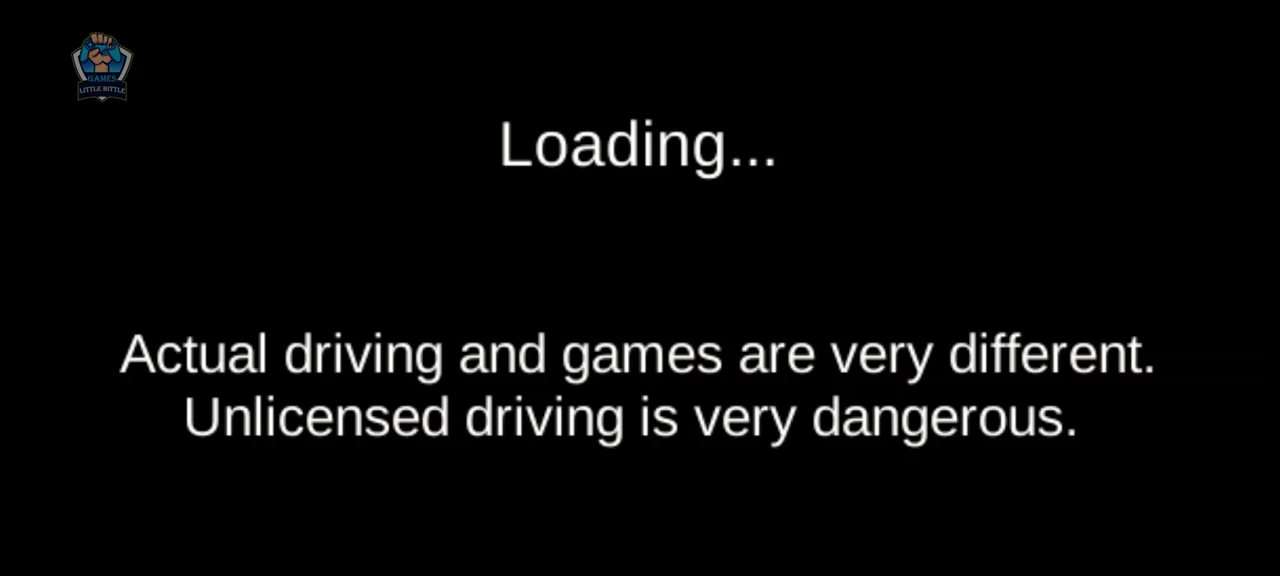 GAMES
LITTLE BITTLE
Loading...
Actual driving and games are very different.
Unlicensed driving is very dangerous.